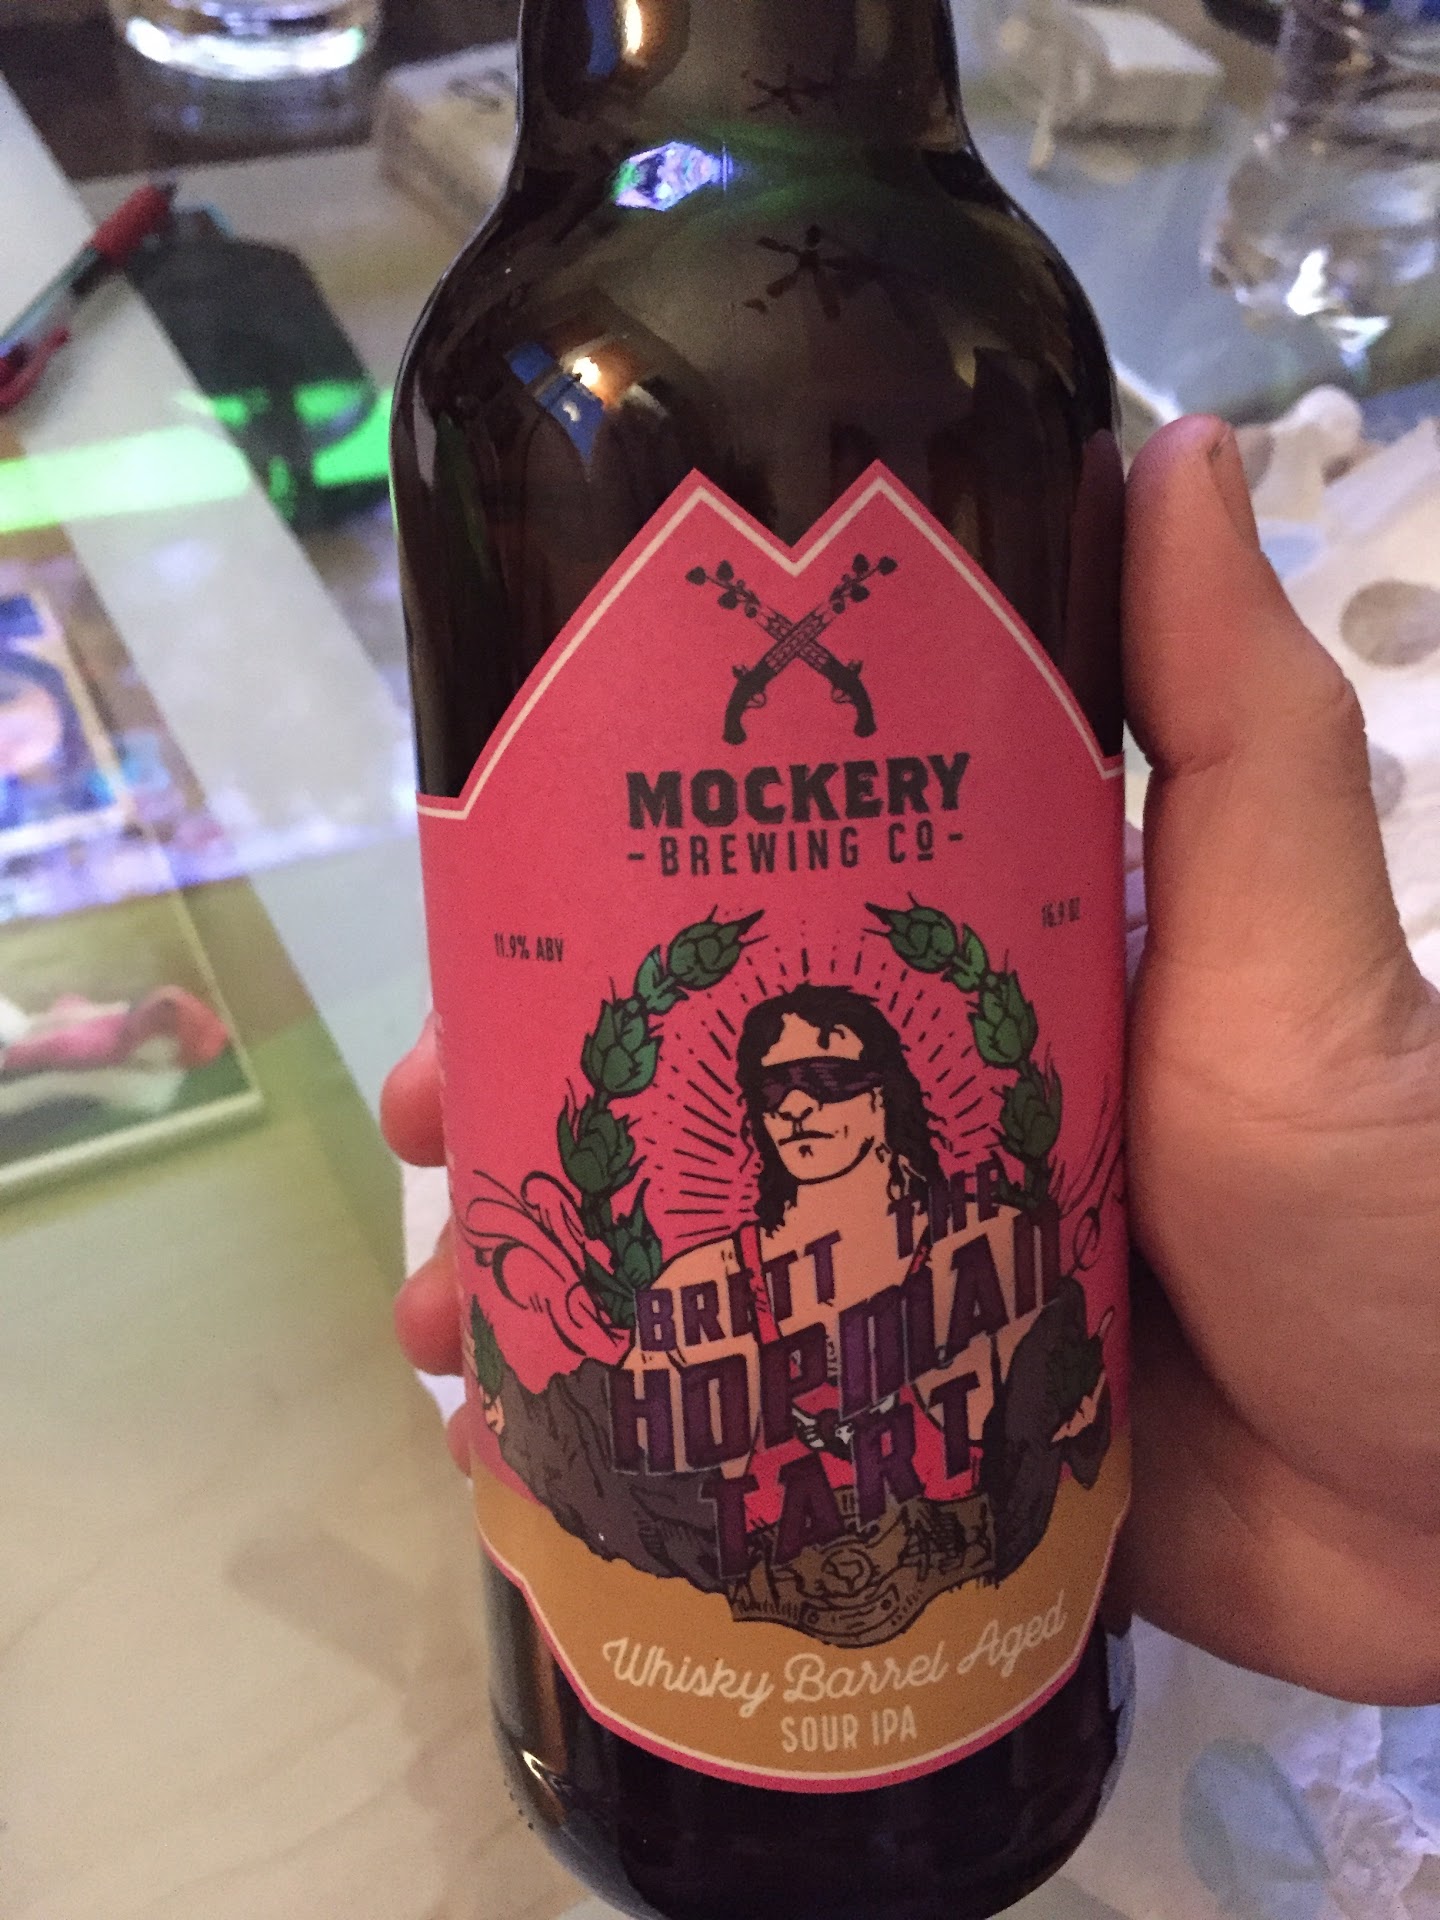 MOCKERY
-BREWING Co-
11.9% ABV
16.9 OZ
BRETT THE
HOPMAN
TART
Whisky Barrel Aged
SOUR IPA